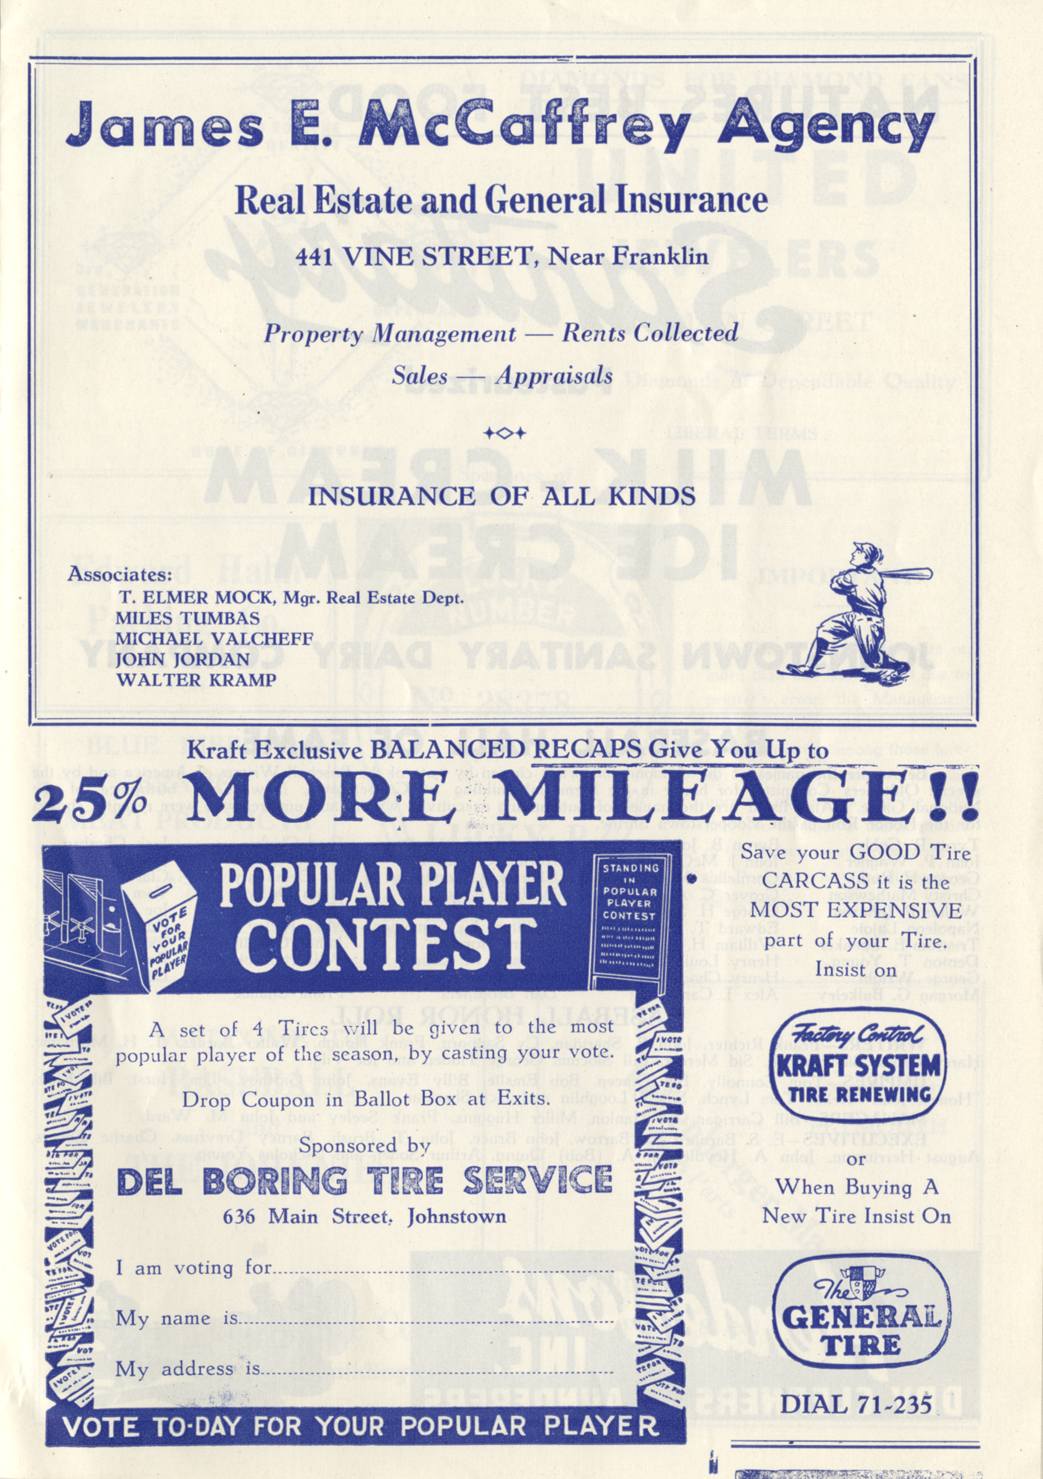 James E. McCaffrey Agency
Real Estate and General Insurance
441 VINE STREET, Near Franklin
Property Management — Rents Collected
Sales — Appraisals
INSURANCE OF ALL KINDS
Associates:
T. ELMER MOCK, Mgr. Real Estate Dept.
MILES TUMBAS
MICHAEL VALCHEFF
JOHN JORDAN
WALTER KRAMP
Kraft Exclusive BALANCED RECAPS Give You Up to
25% MORE MILEAGE!!
VOTE
FOR
YOUR
POPULAR
PLAYER
POPULAR PLAYER
CONTEST
STANDING
IN
POPULAR
PLAYER
CONTEST
A set of 4 Tires will be given to the most
popular player of the season, by casting your vote.
Drop Coupon in Ballot Box at Exits.
Sponsored by
DEL BORING TIRE SERVICE
636 Main Street, Johnstown
I am voting for
My name is
My address is
VOTE TO-DAY FOR YOUR POPULAR PLAYER
Save your GOOD Tire
CARCASS it is the
MOST EXPENSIVE
part of your Tire.
Insist on
Factory Control
KRAFT SYSTEM
TIRE RENEWING
or
When Buying A
New Tire Insist On
The
GENERAL
TIRE
DIAL 71-235